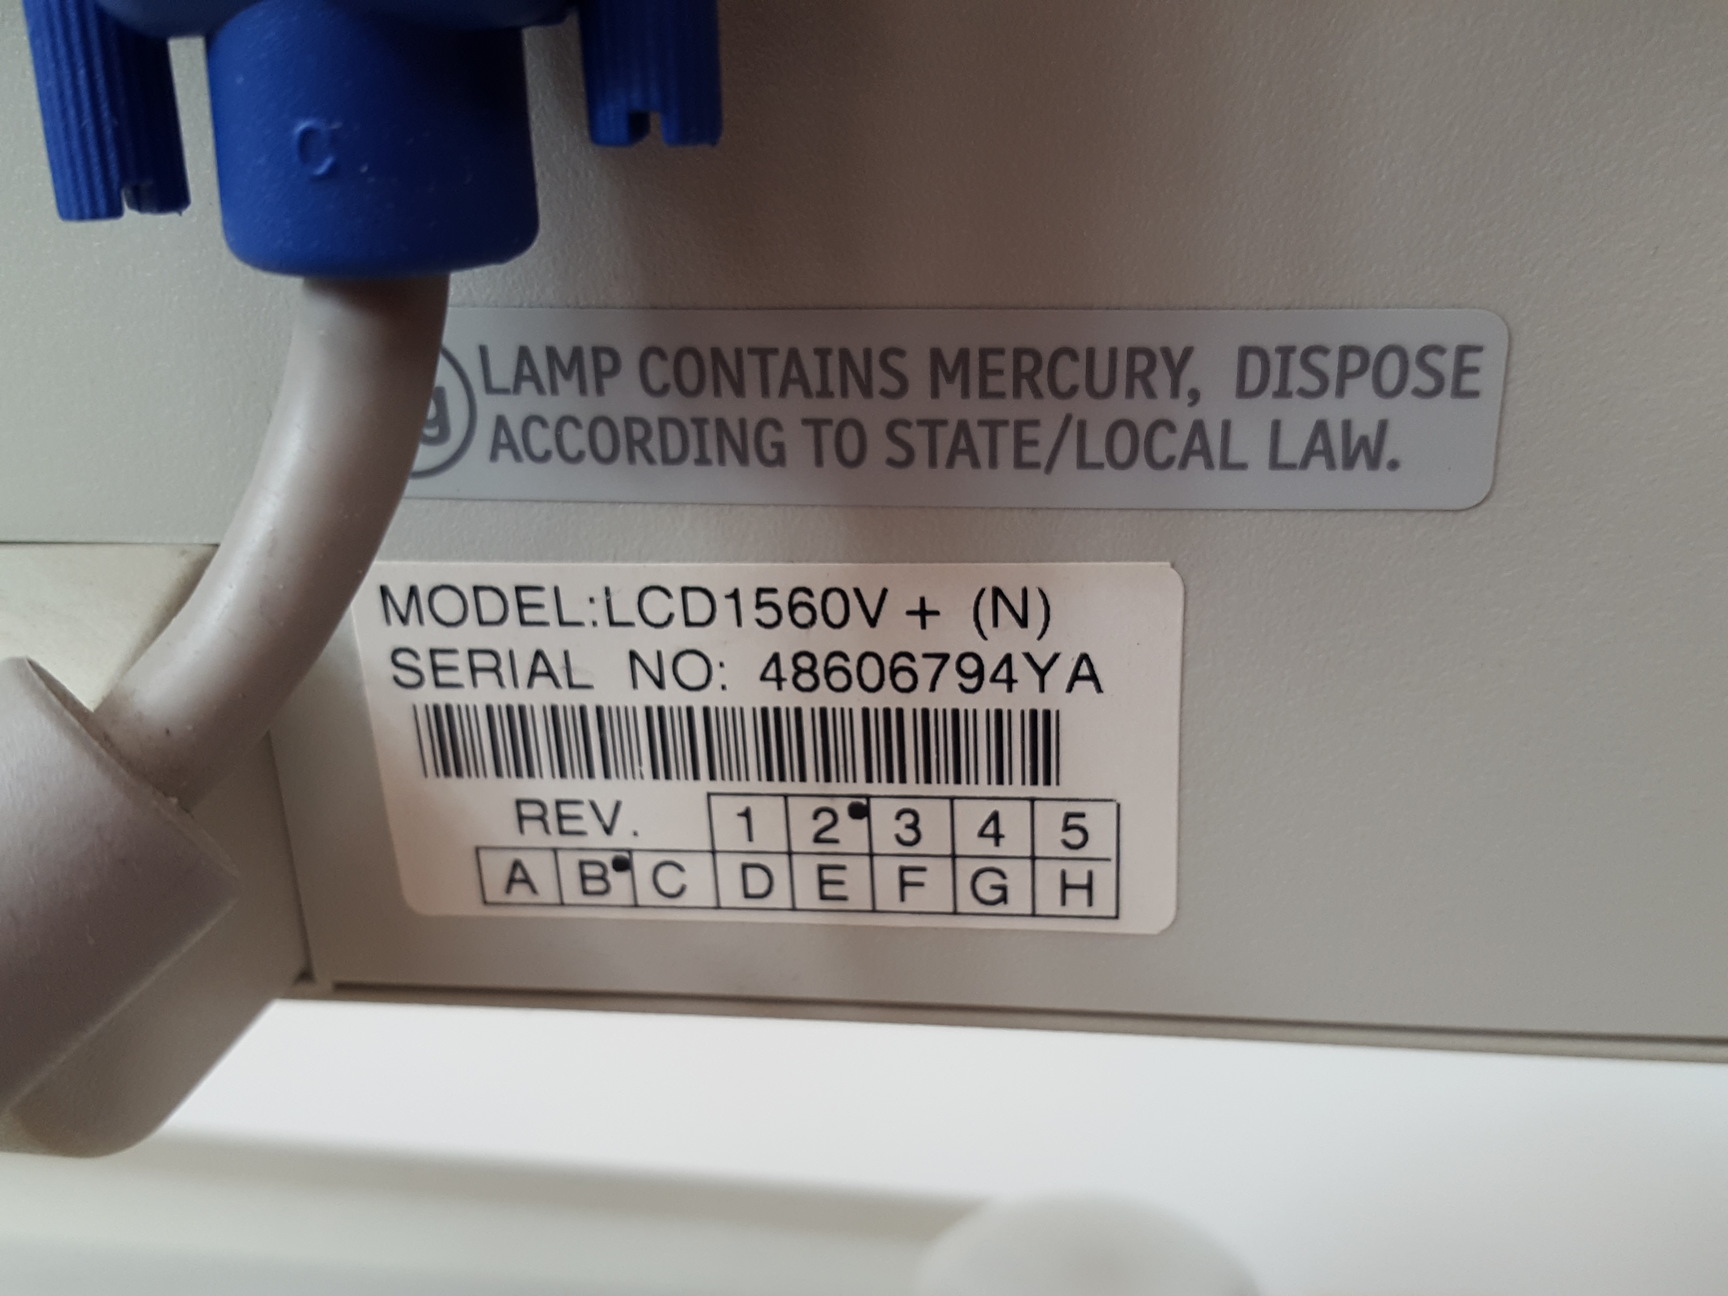 C
LAMP CONTAINS MERCURY, DISPOSE
ACCORDING TO STATE/LOCAL LAW.
MODEL:LCD1560V + (N)
SERIAL NO: 48606794YA
REV. 1 2 3 4 5
A B C D E F G H